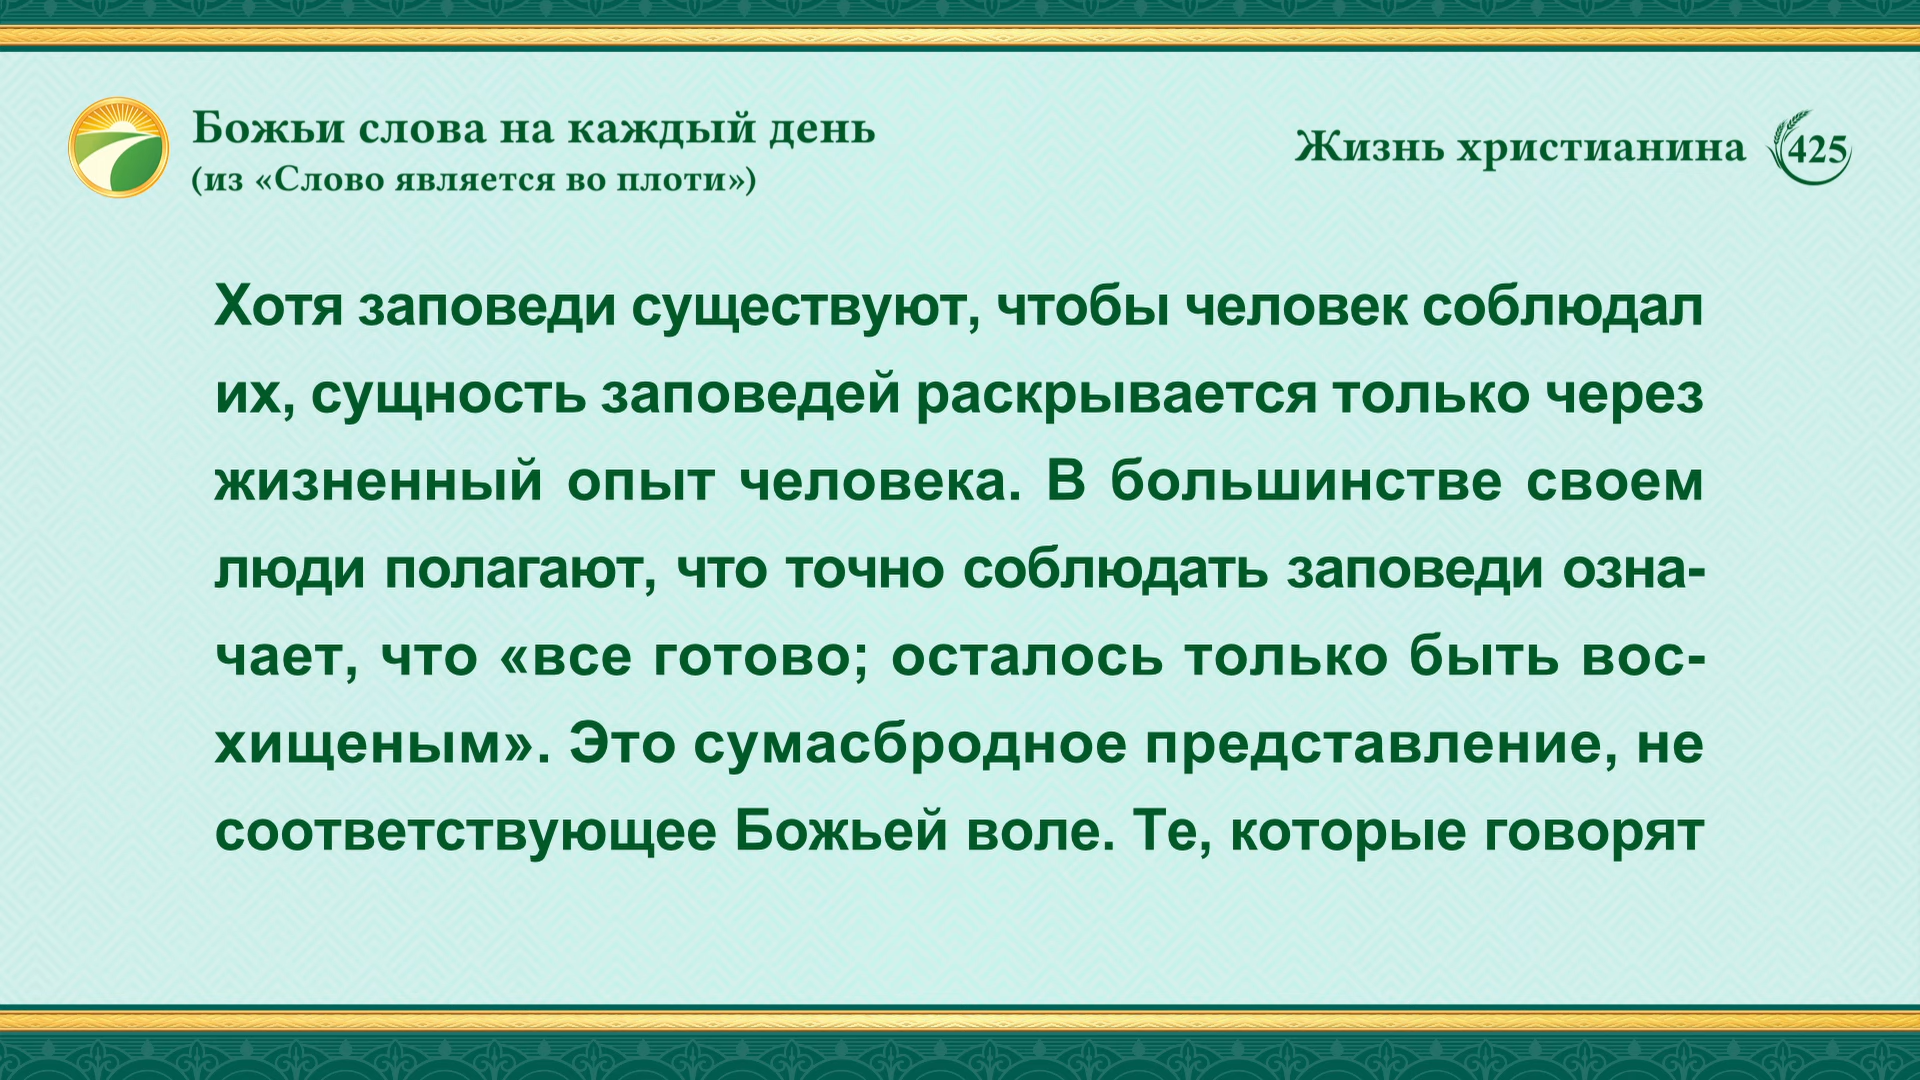 Божьи слова на каждый день
(из «Слово является во плоти»)
Жизнь христианина 425
Хотя заповеди существуют, чтобы человек соблюдал
их, сущность заповедей раскрывается только через
жизненный опыт человека. В большинстве своем
люди полагают, что точно соблюдать заповеди озна-
чает, что «все готово; осталось только быть вос-
хищеным». Это сумасбродное представление, не
соответствующее Божьей воле. Те, которые говорят